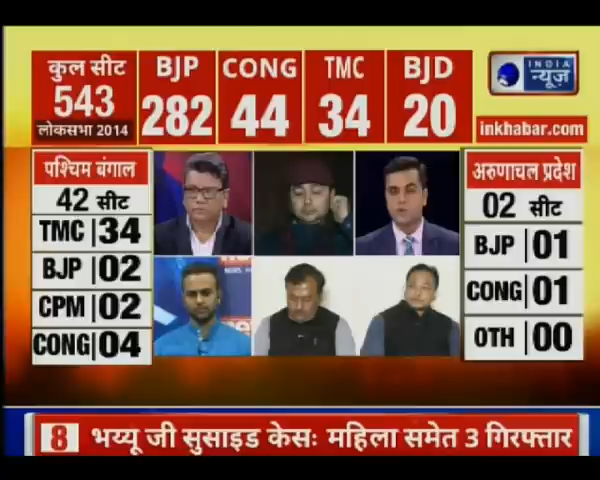 कुल सीट
543
लोकसभा 2014
BJP
282
CONG
44
TMC
34
BJD
20
INDIA
न्यूज़
inkhabar.com
पश्चिम बंगाल
42 सीट
TMC 34
BJP 02
CPM 02
CONG 04
अरुणाचल प्रदेश
02 सीट
BJP 01
CONG 01
OTH 00
8 भय्यू जी सुसाइड केसः महिला समेत 3 गिरफ्तार